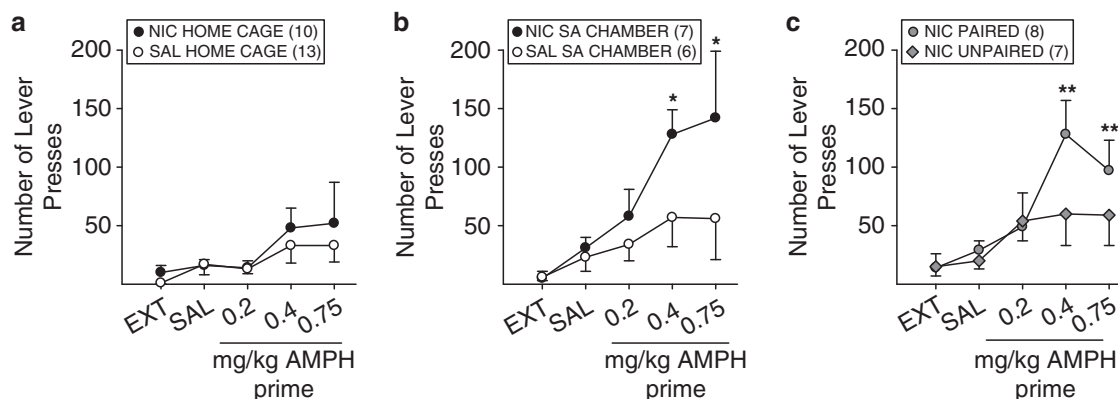 a
NIC HOME CAGE (10)
SAL HOME CAGE (13)
200
150
100
50
Number of Lever
Presses
EXT
SAL
0.2
0.4
0.75
mg/kg AMPH
prime
b
NIC SA CHAMBER (7)
SAL SA CHAMBER (6)
200
150
100
50
Number of Lever
Presses
*
*
EXT
SAL
0.2
0.4
0.75
mg/kg AMPH
prime
c
NIC PAIRED (8)
NIC UNPAIRED (7)
200
150
100
50
Number of Lever
Presses
**
**
EXT
SAL
0.2
0.4
0.75
mg/kg AMPH
prime